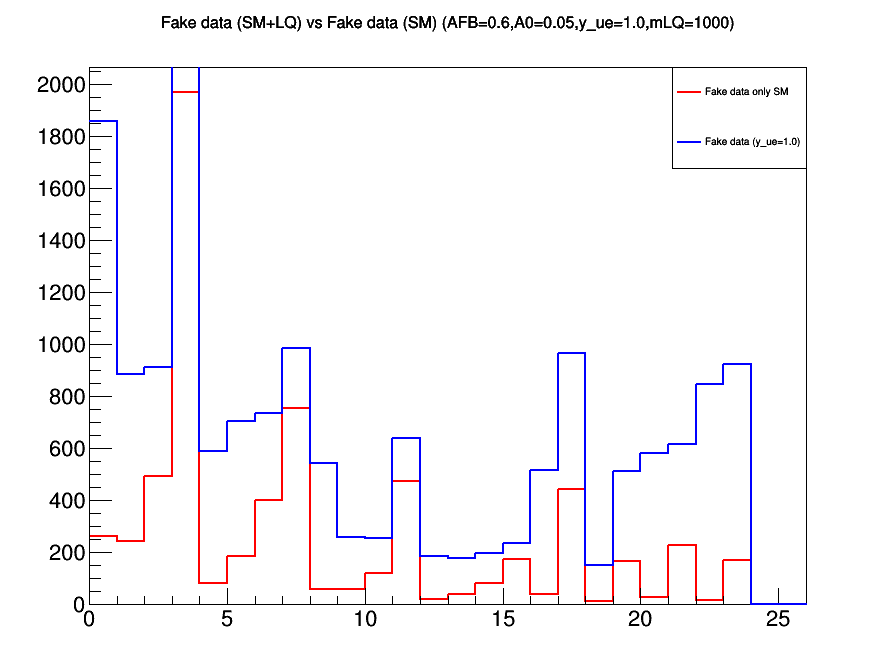 Fake data (SM+LQ) vs Fake data (SM) (AFB=0.6,A0=0.05,y_ue=1.0,mLQ=1000)
Fake data only SM
Fake data (y_ue=1.0)
2000
1800
1600
1400
1200
1000
800
600
400
200
0
0 5 10 15 20 25